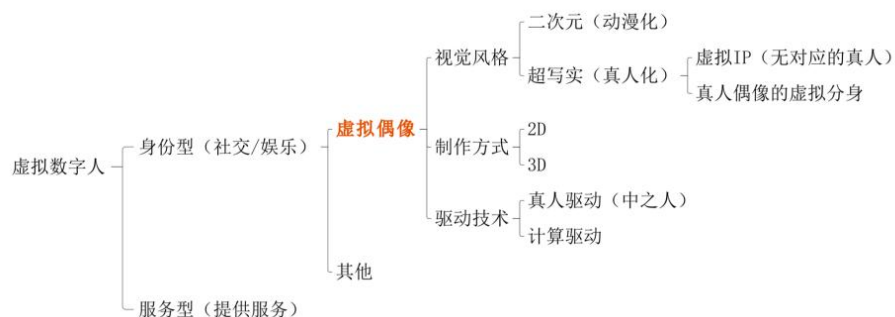 二次元（动漫化）
视觉风格
虚拟IP（无对应的真人）
超写实（真人化）
真人偶像的虚拟分身
虚拟偶像
2D
身份型（社交/娱乐）
制作方式
虚拟数字人
3D
真人驱动（中之人）
驱动技术
计算驱动
其他
服务型（提供服务）